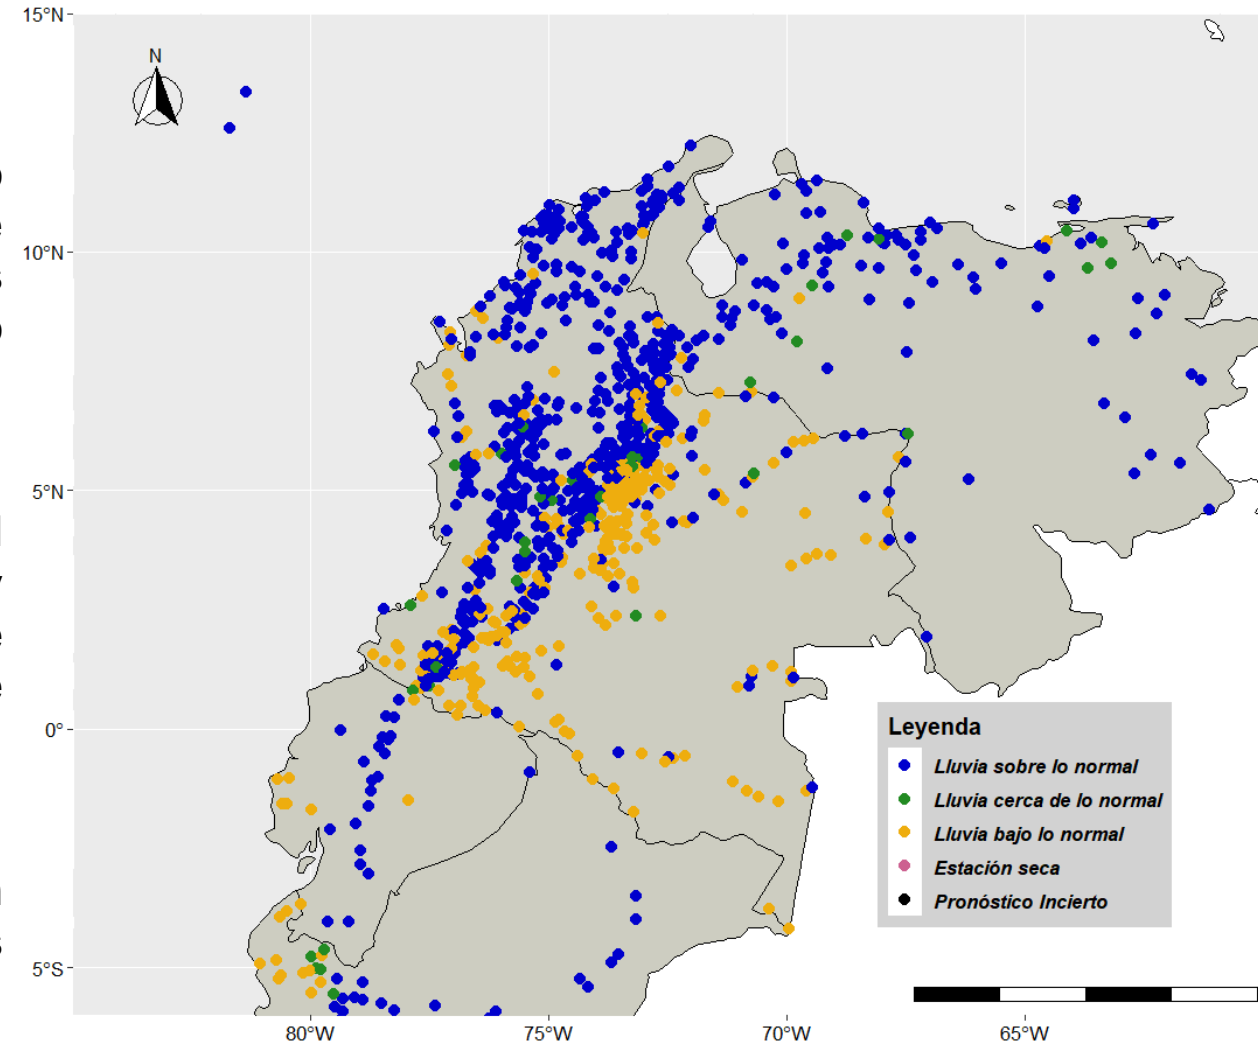 15°N
N
10°N
5°N
0°
5°S
80°W
75°W
70°W
65°W
Leyenda
Lluvia sobre lo normal
Lluvia cerca de lo normal
Lluvia bajo lo normal
Estación seca
Pronóstico Incierto